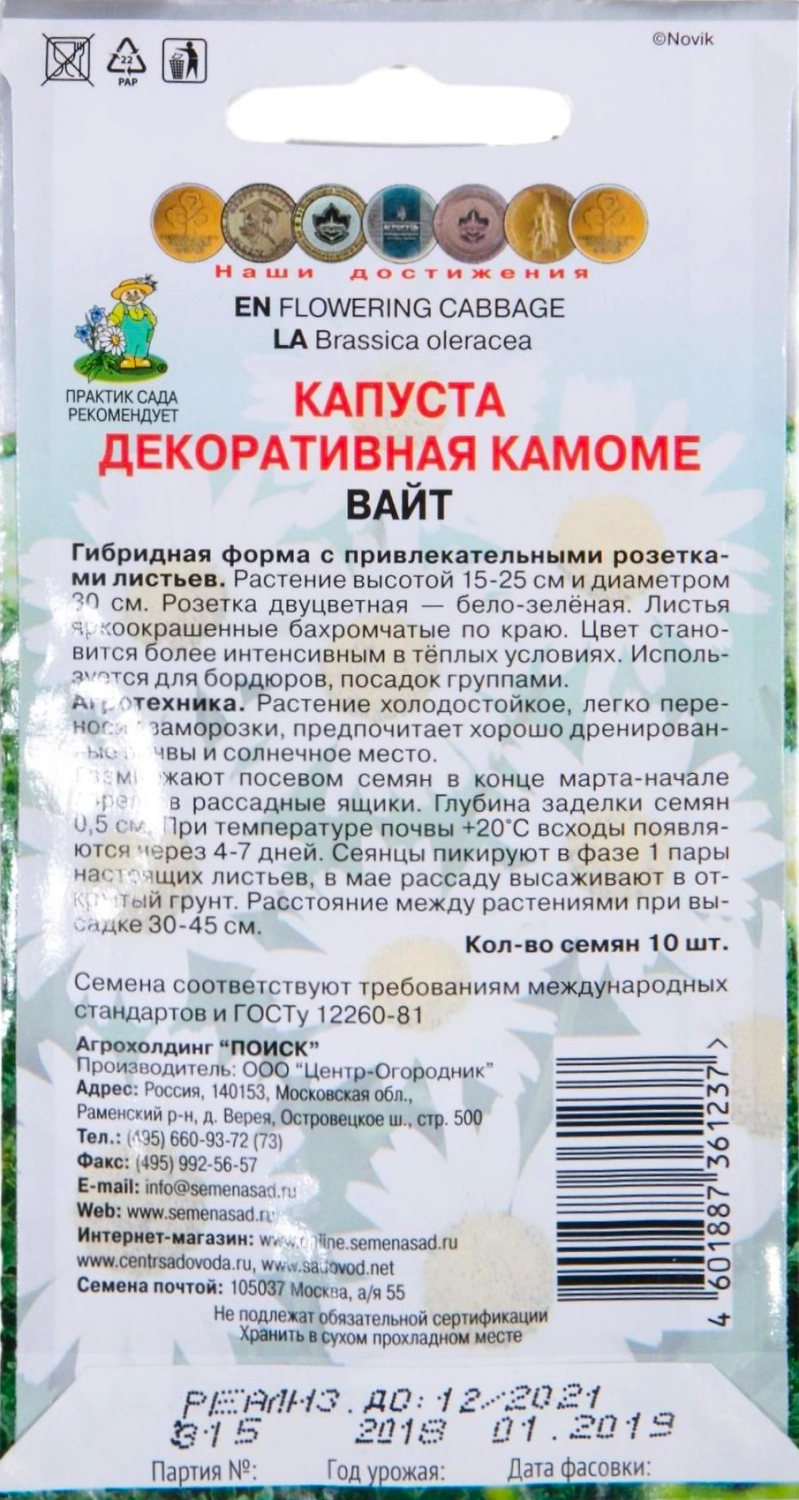 ©Novik
22
PAP
Наши достижения
EN FLOWERING CABBAGE
LA Brassica oleracea
ПРАКТИК САДА
РЕКОМЕНДУЕТ
КАПУСТА
ДЕКОРАТИВНАЯ КАМОМЕ
ВАЙТ
Гибридная форма с привлекательными розетка-
ми листьев. Растение высотой 15-25 см и диаметром
30 см. Розетка двуцветная — бело-зелёная. Листья
яркоокрашенные бахромчатые по краю. Цвет стано-
вится более интенсивным в тёплых условиях. Исполь-
зуется для бордюров, посадок группами.
Агротехника. Растение холодостойкое, легко пере-
носит заморозки, предпочитает хорошо дренирован-
ные почвы и солнечное место.
Размножают посевом семян в конце марта-начале
апреля в рассадные ящики. Глубина заделки семян
0,5 см. При температуре почвы +20°С всходы появля-
ются через 4-7 дней. Сеянцы пикируют в фазе 1 пары
настоящих листьев, в мае рассаду высаживают в от-
крытый грунт. Расстояние между растениями при вы-
садке 30-45 см.
Кол-во семян 10 шт.
Семена соответствуют требованиям международных
стандартов и ГОСТу 12260-81
Агрохолдинг "ПОИСК"
Производитель: ООО "Центр-Огородник"
Адрес: Россия, 140153, Московская обл.,
Раменский р-н, д. Верея, Островецкое ш., стр. 500
Тел.: (495) 660-93-72 (73)
Факс: (495) 992-56-57
E-mail: info@semenasad.ru
Web: www.semenasad.ru
Интернет-магазин: www.online.semenasad.ru
www.centrsadovoda.ru, www.sadovod.net
Семена почтой: 105037 Москва, а/я 55
4 601887 361237 >
Не подлежат обязательной сертификации
Хранить в сухом прохладном месте
РЕАЛИЗ. ДО: 12/2021
815 2018 01.2019
Партия №: Год урожая: Дата фасовки: